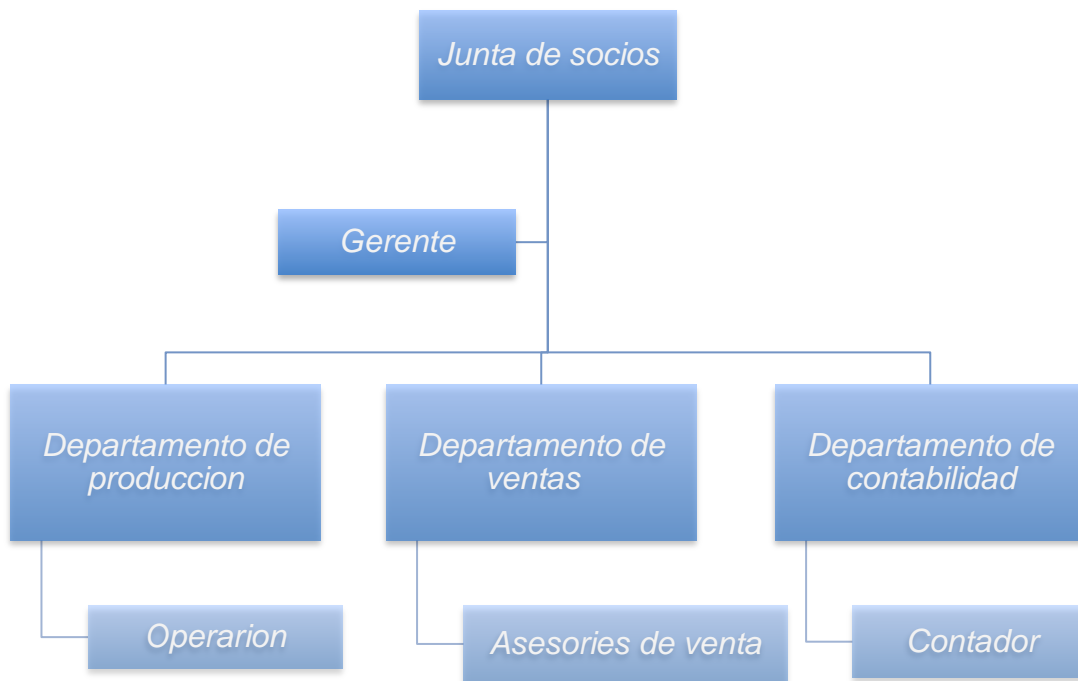 Junta de socios
Gerente
Departamento de
produccion
Departamento de
ventas
Departamento de
contabilidad
Operarion
Asesories de venta
Contador